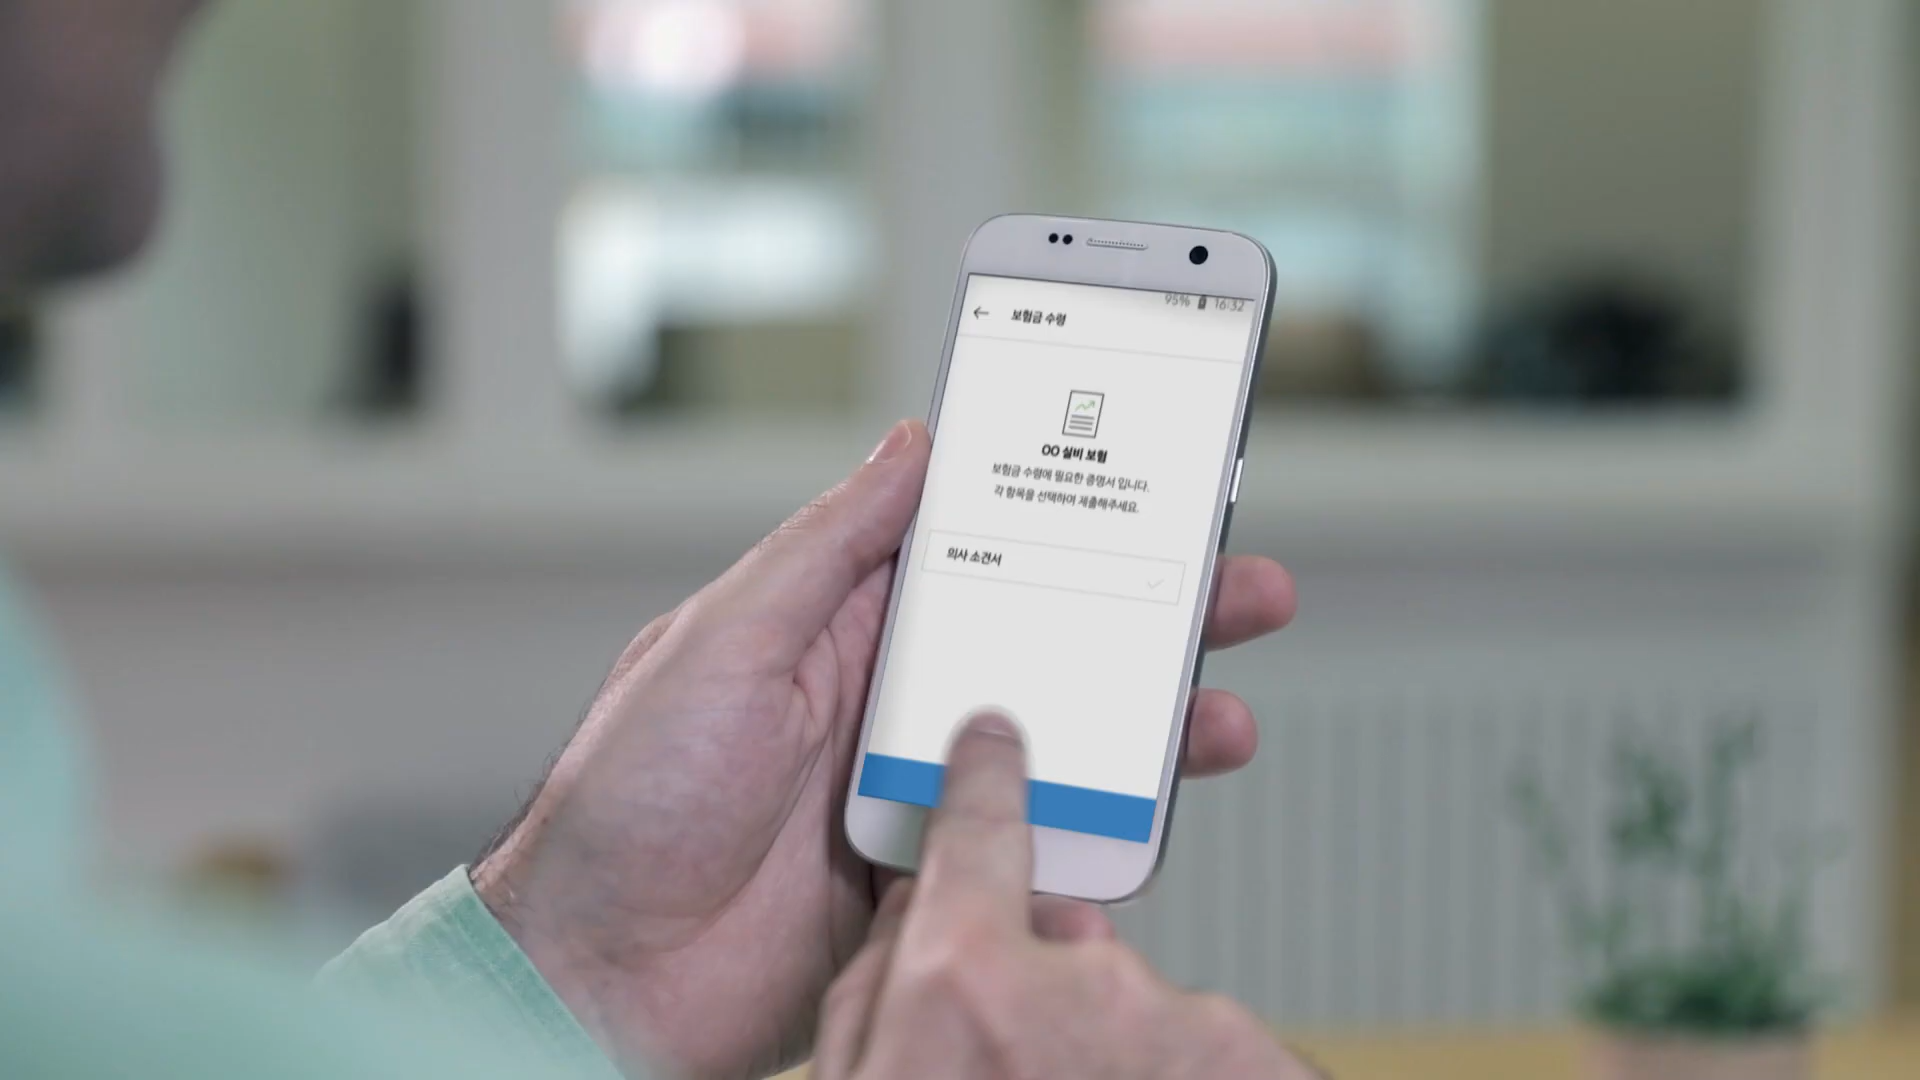 95% 16:32
보험금 수령
OO 실비 보험
보험금 수령에 필요한 증명서 입니다.
각 항목을 선택하여 제출해주세요.
의사 소견서